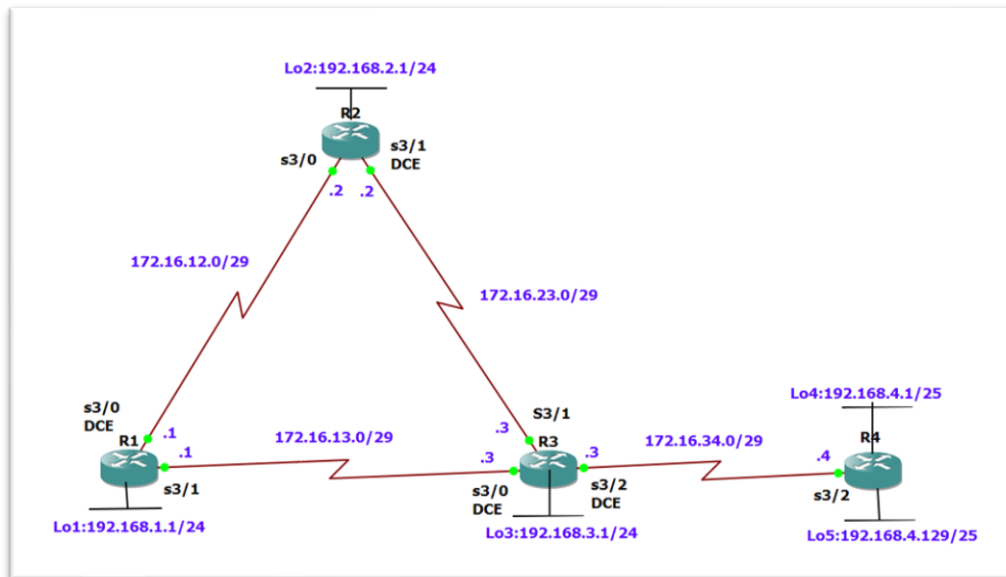 Lo2:192.168.2.1/24
R2
s3/0
s3/1
DCE
.2
.2
172.16.12.0/29
172.16.23.0/29
s3/0
DCE
R1
.1
.1
s3/1
Lo1:192.168.1.1/24
172.16.13.0/29
S3/1
.3
R3
.3
.3
s3/0
DCE
s3/2
DCE
Lo3:192.168.3.1/24
172.16.34.0/29
Lo4:192.168.4.1/25
R4
.4
s3/2
Lo5:192.168.4.129/25